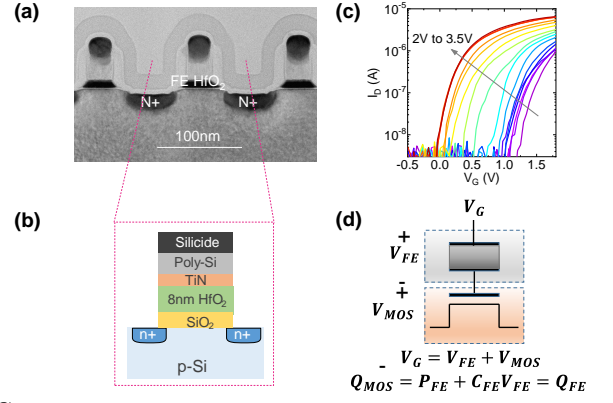 (a)
FE HfO₂
N+ N+
100nm
(b)
Silicide
Poly-Si
TiN
8nm HfO₂
SiO₂
n+ n+
p-Si
(c)
10⁻⁵
10⁻⁶
10⁻⁷
10⁻⁸
I_D (A)
2V to 3.5V
-0.5 0.0 0.5 1.0 1.5
V_G (V)
(d)
V_G
+
V_FE
-
+
V_MOS
-
V_G = V_FE + V_MOS
Q_MOS = P_FE + C_FE V_FE = Q_FE